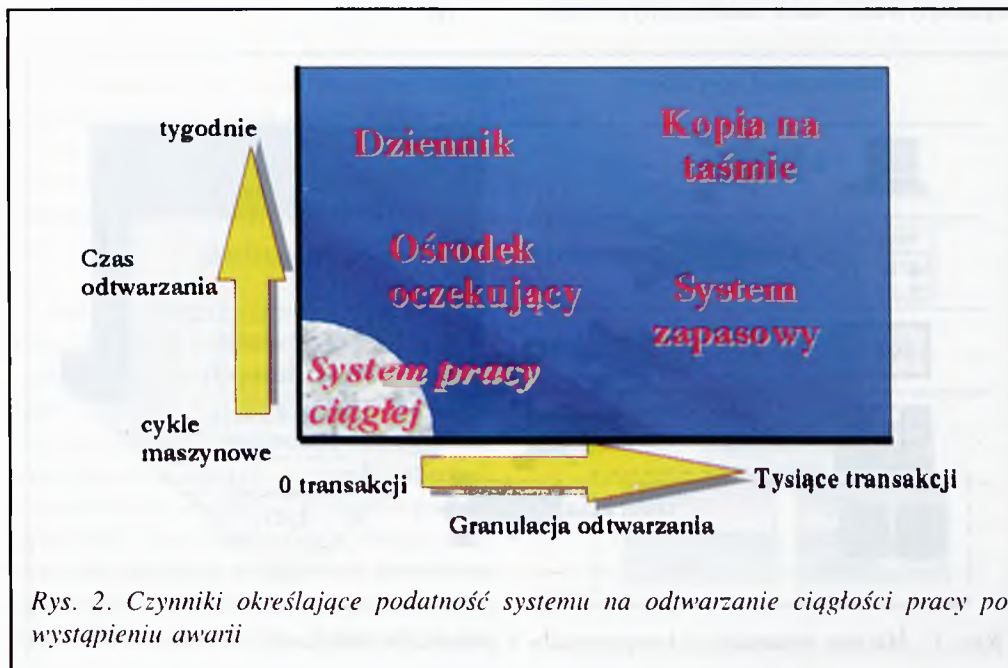 tygodnie
Czas
odtwarzania
cykle
maszynowe
Dziennik
Kopia na
taśmie
Ośrodek
oczekujący
System
zapasowy
System pracy
ciągłej
0 transakcji
Tysiące transakcji
Granulacja odtwarzania
Rys. 2. Czynniki określające podatność systemu na odtwarzanie ciągłości pracy po
wystąpieniu awarii